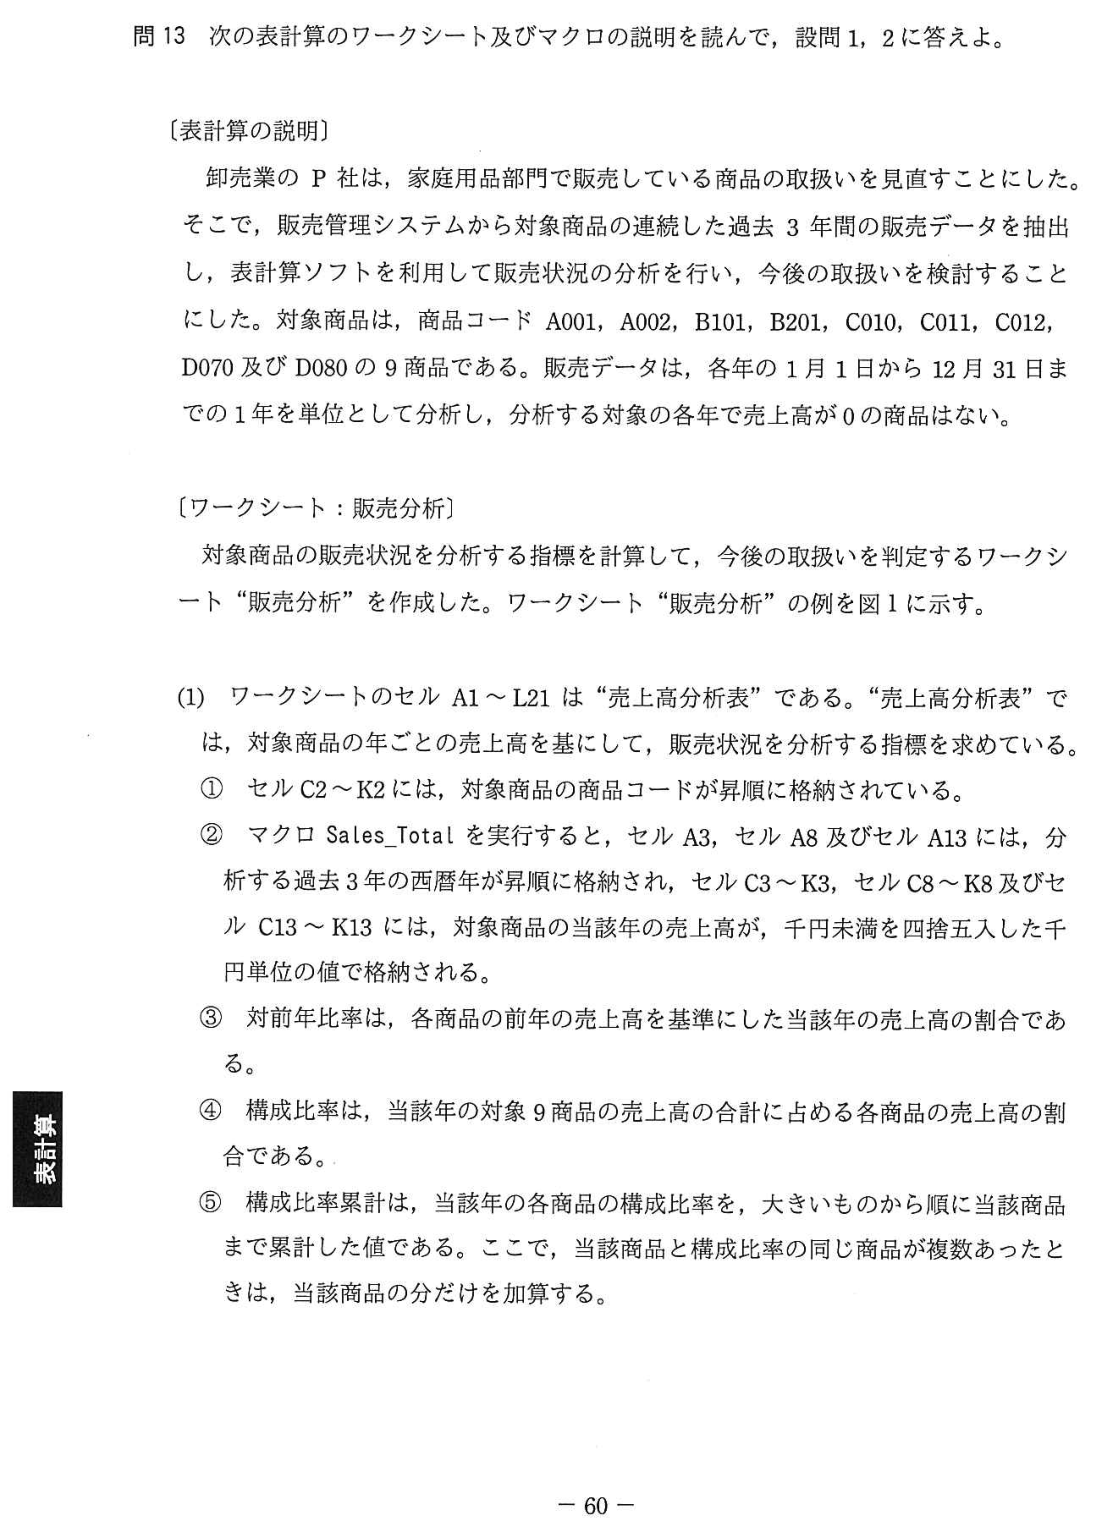 問13 次の表計算のワークシート及びマクロの説明を読んで，設問1，2に答えよ。
〔表計算の説明〕
卸売業の P 社は，家庭用品部門で販売している商品の取扱いを見直すことにした。
そこで，販売管理システムから対象商品の連続した過去 3 年間の販売データを抽出
し，表計算ソフトを利用して販売状況の分析を行い，今後の取扱いを検討すること
にした。対象商品は，商品コード A001，A002，B101，B201，C010，C011，C012，
D070 及び D080 の 9 商品である。販売データは，各年の 1 月 1 日から 12 月 31 日ま
での 1 年を単位として分析し，分析する対象の各年で売上高が 0 の商品はない。
〔ワークシート：販売分析〕
対象商品の販売状況を分析する指標を計算して，今後の取扱いを判定するワークシ
ート“販売分析”を作成した。ワークシート“販売分析”の例を図 1 に示す。
(1) ワークシートのセル A1～L21 は“売上高分析表”である。“売上高分析表”で
は，対象商品の年ごとの売上高を基にして，販売状況を分析する指標を求めている。
① セル C2～K2 には，対象商品の商品コードが昇順に格納されている。
② マクロ Sales_Total を実行すると，セル A3，セル A8 及びセル A13 には，分
析する過去 3 年の西暦年が昇順に格納され，セル C3～K3，セル C8～K8 及びセ
ル C13～K13 には，対象商品の当該年の売上高が，千円未満を四捨五入した千
円単位の値で格納される。
③ 対前年比率は，各商品の前年の売上高を基準にした当該年の売上高の割合であ
る。
④ 構成比率は，当該年の対象 9 商品の売上高の合計に占める各商品の売上高の割
合である。
⑤ 構成比率累計は，当該年の各商品の構成比率を，大きいものから順に当該商品
まで累計した値である。ここで，当該商品と構成比率の同じ商品が複数あったと
きは，当該商品の分だけを加算する。
表計算
－ 60 －